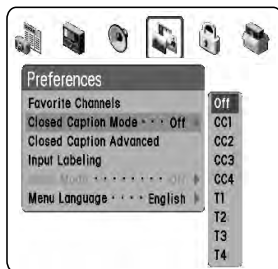 Preferences
Favorite Channels
Closed Caption Mode · · · Off
Closed Caption Advanced
Input Labeling
Menu Language · · · · English
Off
CC1
CC2
CC3
CC4
T1
T2
T3
T4